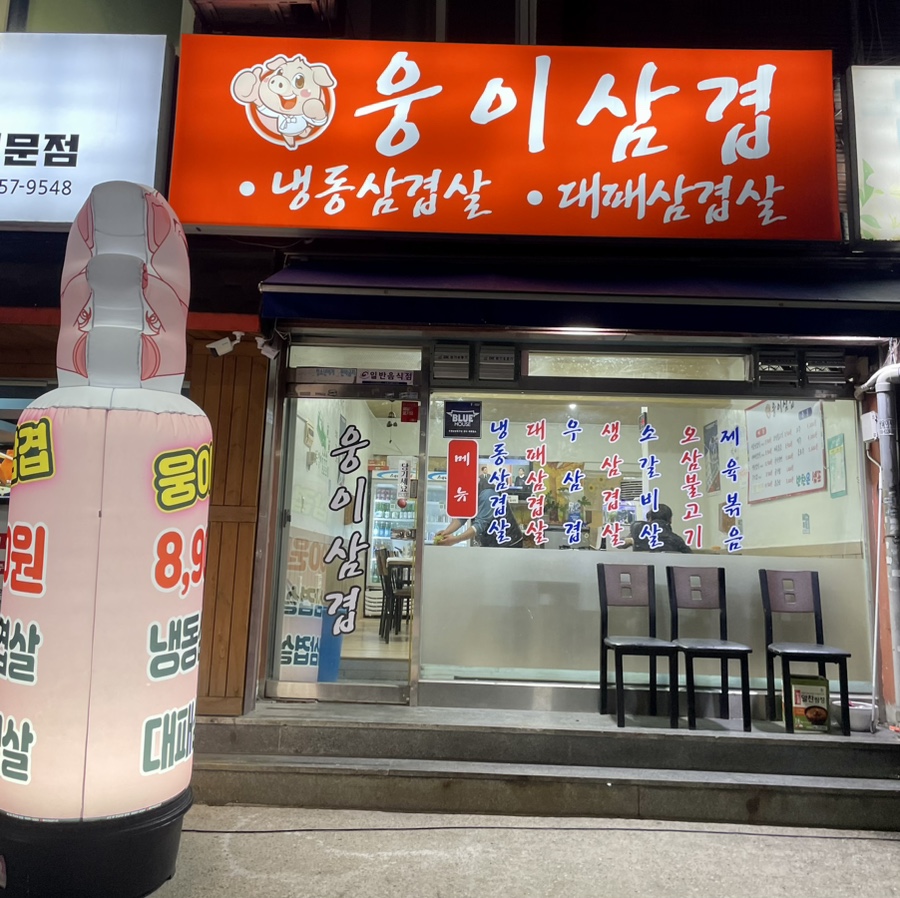 문점
57-9548
웅이삼겹
• 냉동삼겹살 • 대패삼겹살
일반음식점
BLUE
HOUSE
메뉴
냉동삼겹살
대패삼겹살
우삼겹
생삼겹살
소갈비살
오삼불고기
제육볶음
웅이삼겹
겹
원
겹살
살
웅이
8,9
냉동
대패